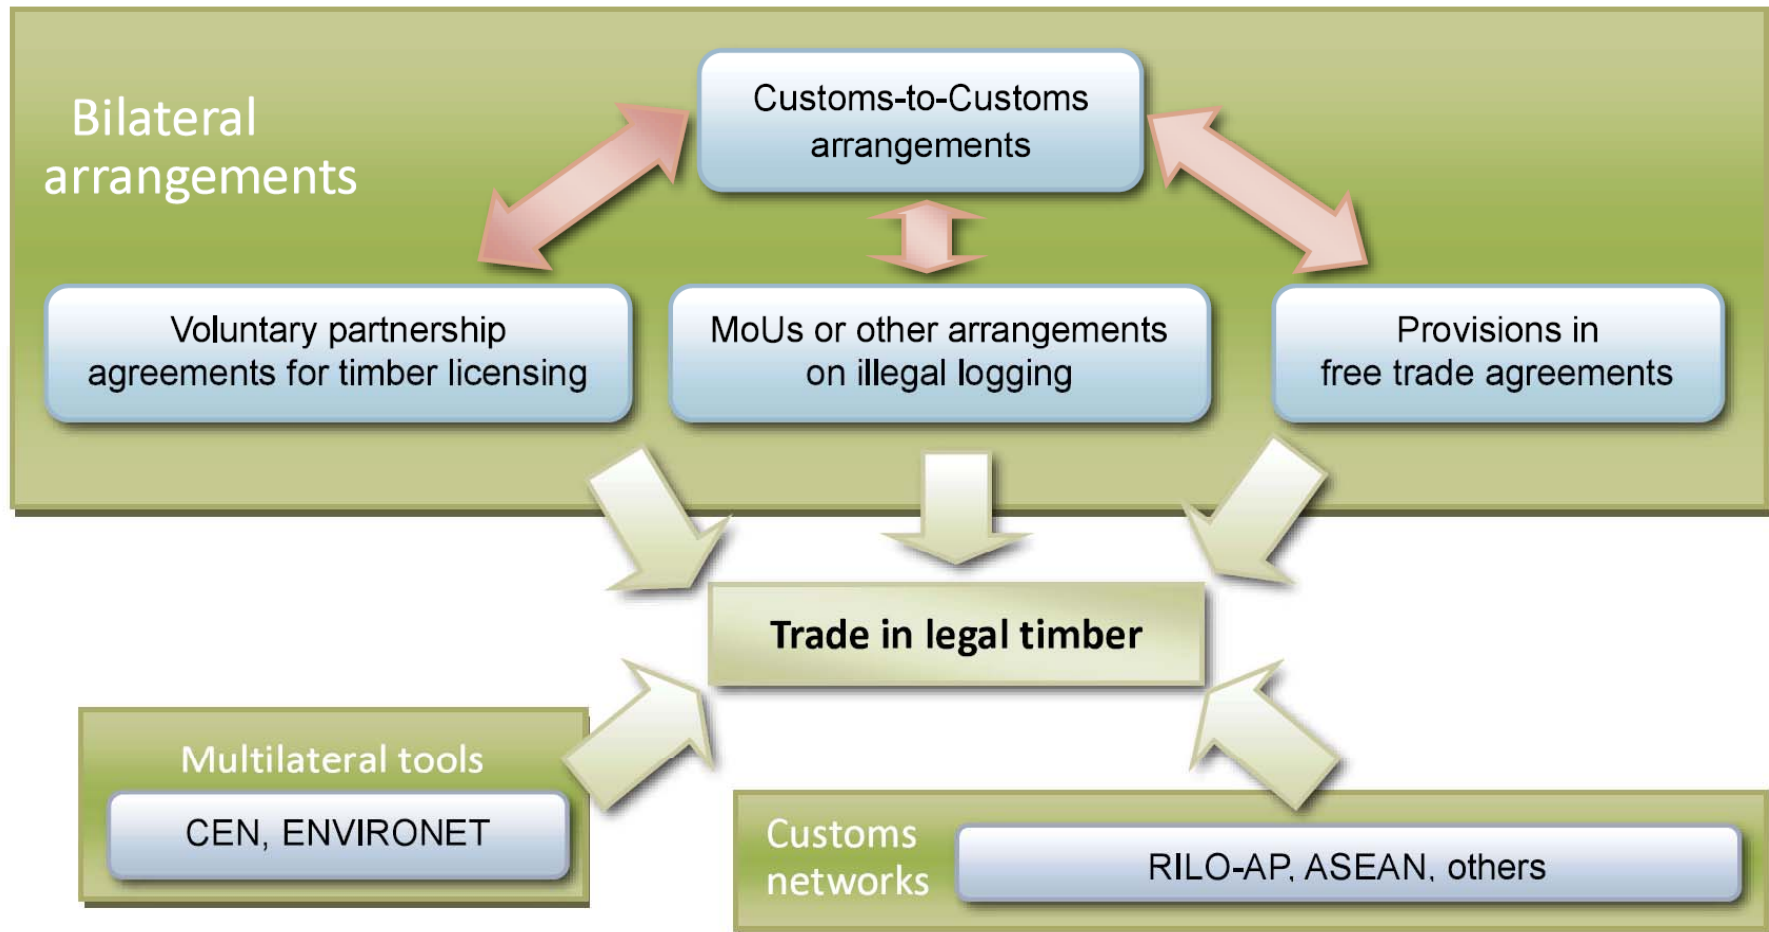 Bilateral
arrangements
Customs-to-Customs
arrangements
Voluntary partnership
agreements for timber licensing
MoUs or other arrangements
on illegal logging
Provisions in
free trade agreements
Trade in legal timber
Multilateral tools
CEN, ENVIRONET
Customs
networks
RILO-AP, ASEAN, others